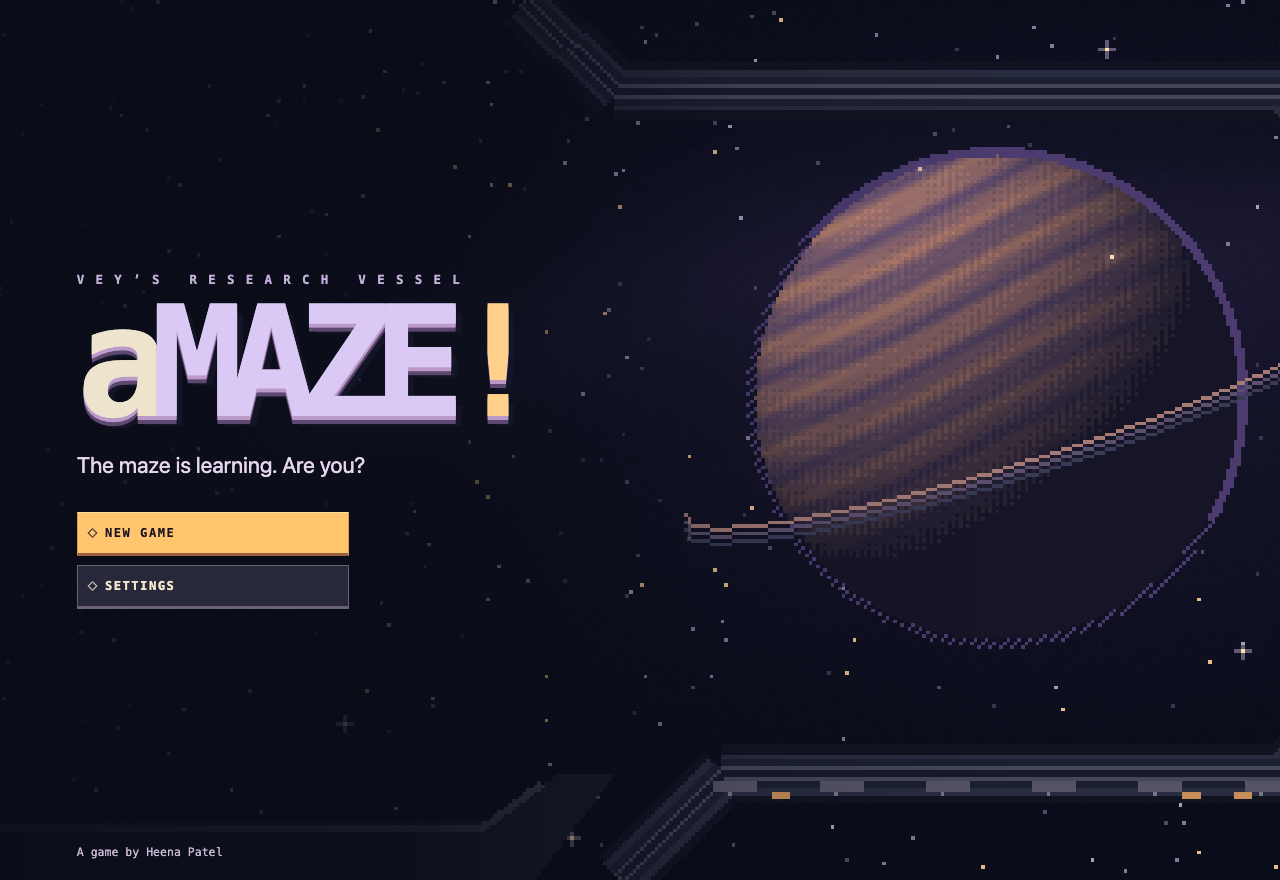 VEY’S RESEARCH VESSEL
aMAZE!
The maze is learning. Are you?
◇ NEW GAME
◇ SETTINGS
A game by Heena Patel